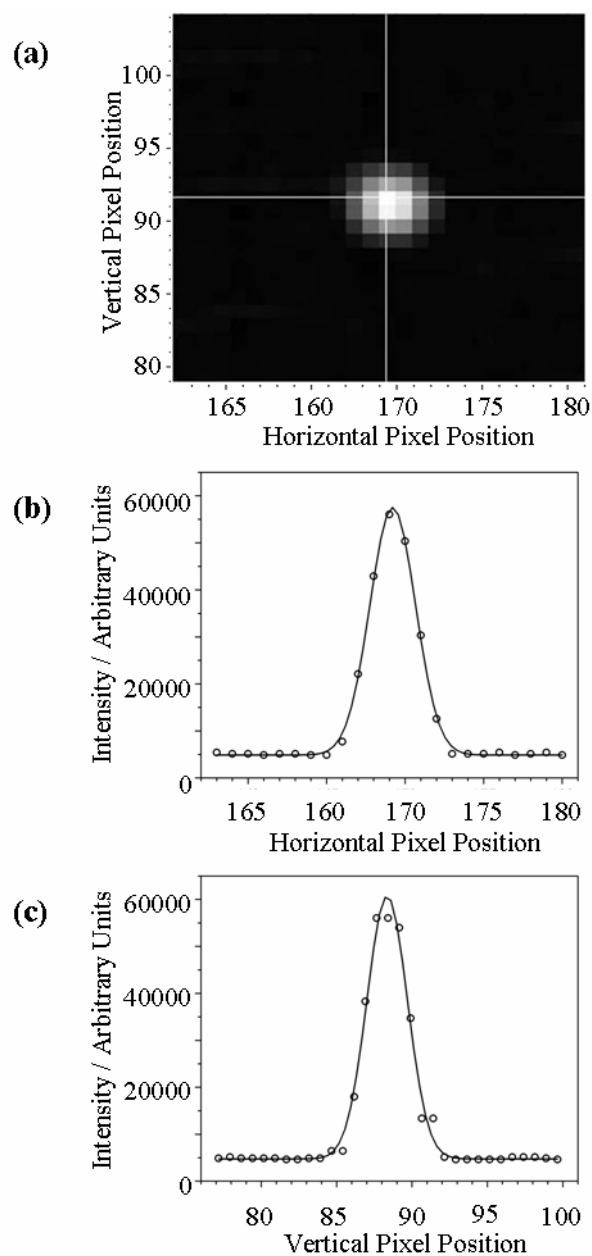 (a)
Vertical Pixel Position
100
95
90
85
80
165 160 170 175 180
Horizontal Pixel Position
(b)
Intensity / Arbitrary Units
60000
40000
20000
0
165 160 170 175 180
Horizontal Pixel Position
(c)
Intensity / Arbitrary Units
60000
40000
20000
0
80 85 90 95 100
Vertical Pixel Position